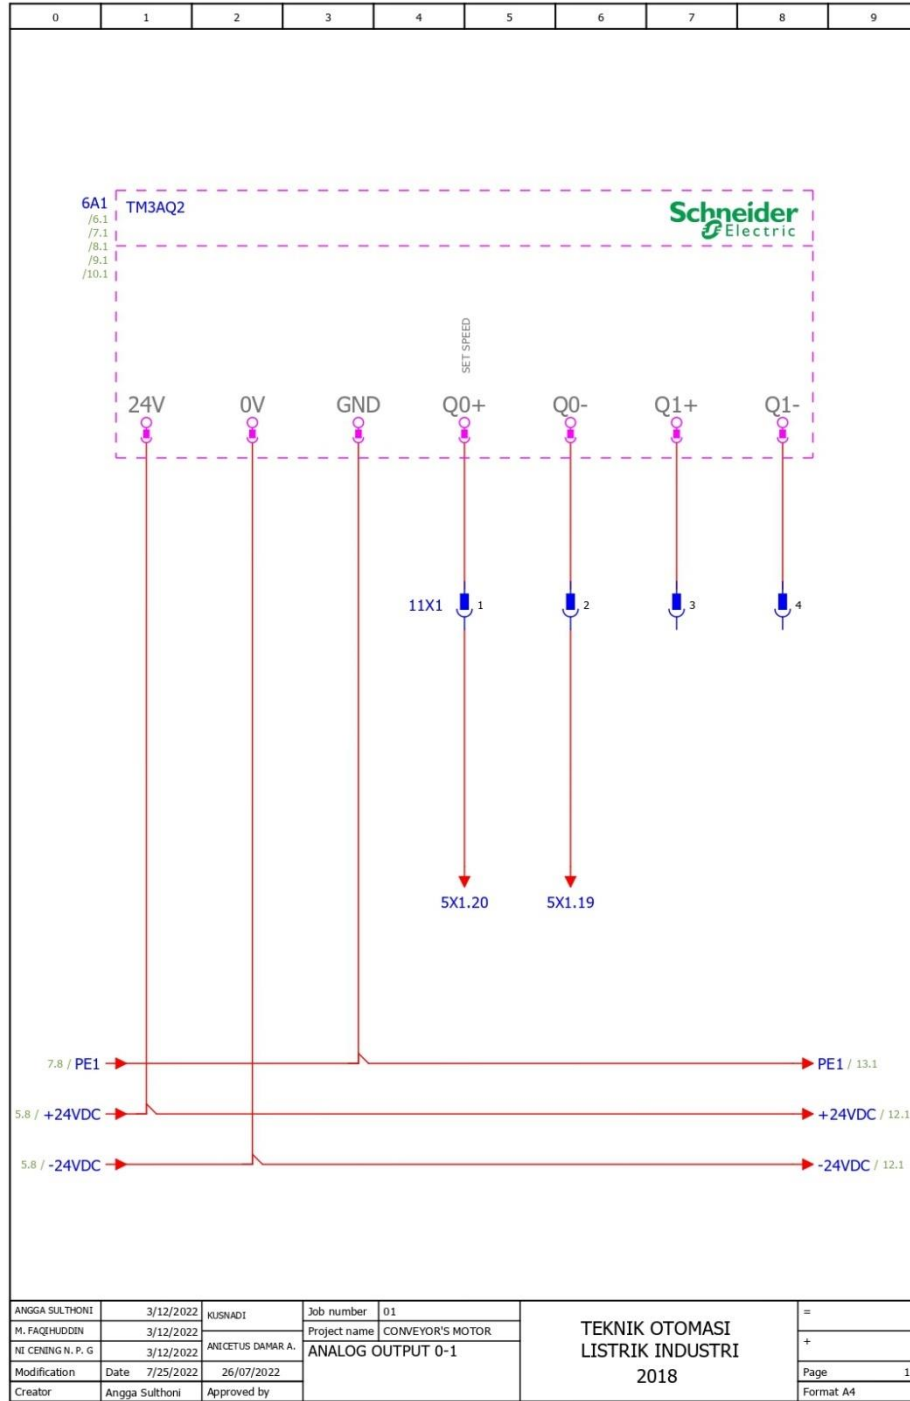 0 1 2 3 4 5 6 7 8 9
6A1
/6.1
/7.1
/8.1
/9.1
/10.1
TM3AQ2
Schneider
Electric
SET SPEED
24V 0V GND Q0+ Q0- Q1+ Q1-
11X1 1 2 3 4
5X1.20 5X1.19
7.8 / PE1 PE1 / 13.1
5.8 / +24VDC +24VDC / 12.1
5.8 / -24VDC -24VDC / 12.1
ANGGA SULTHONI 3/12/2022 KUSNADI Job number 01
M. FAQIHUDDIN 3/12/2022 Project name CONVEYOR'S MOTOR
NI CENING N. P. G 3/12/2022 ANICETUS DAMAR A. ANALOG OUTPUT 0-1
Modification Date 7/25/2022 26/07/2022
Creator Angga Sulthoni Approved by
TEKNIK OTOMASI
LISTRIK INDUSTRI
2018
=
+
Page 1
Format A4